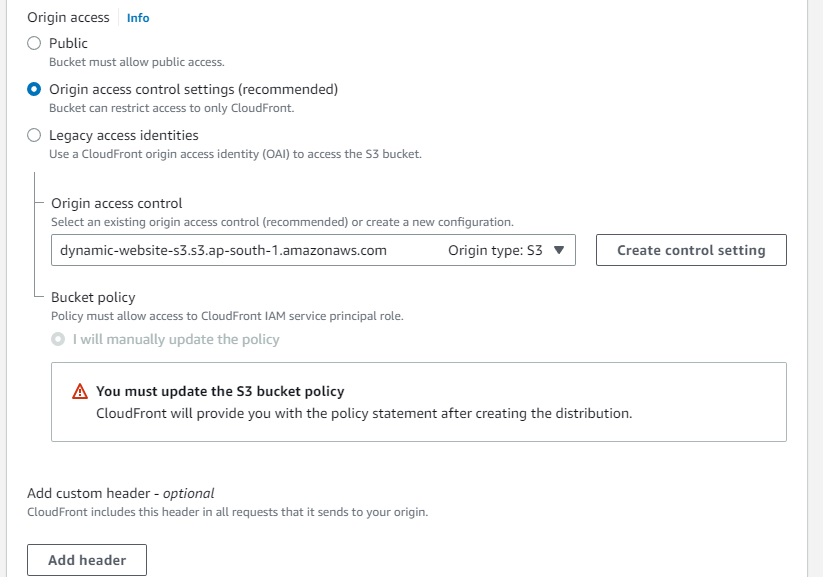 Origin access Info
Public
Bucket must allow public access.
Origin access control settings (recommended)
Bucket can restrict access to only CloudFront.
Legacy access identities
Use a CloudFront origin access identity (OAI) to access the S3 bucket.
Origin access control
Select an existing origin access control (recommended) or create a new configuration.
dynamic-website-s3.s3.ap-south-1.amazonaws.com Origin type: S3 Create control setting
Bucket policy
Policy must allow access to CloudFront IAM service principal role.
I will manually update the policy
You must update the S3 bucket policy
CloudFront will provide you with the policy statement after creating the distribution.
Add custom header - optional
CloudFront includes this header in all requests that it sends to your origin.
Add header